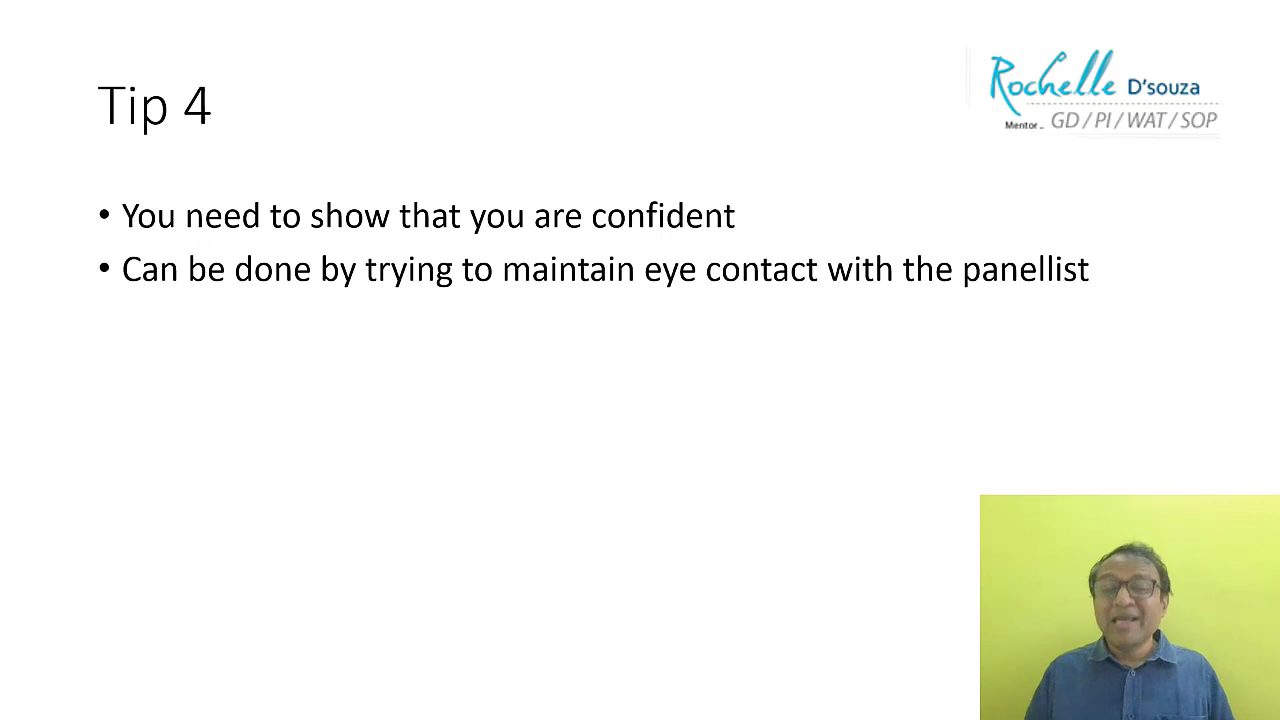 Tip 4
Rochelle D'souza
Mentor.. GD / PI / WAT / SOP
• You need to show that you are confident
• Can be done by trying to maintain eye contact with the panellist